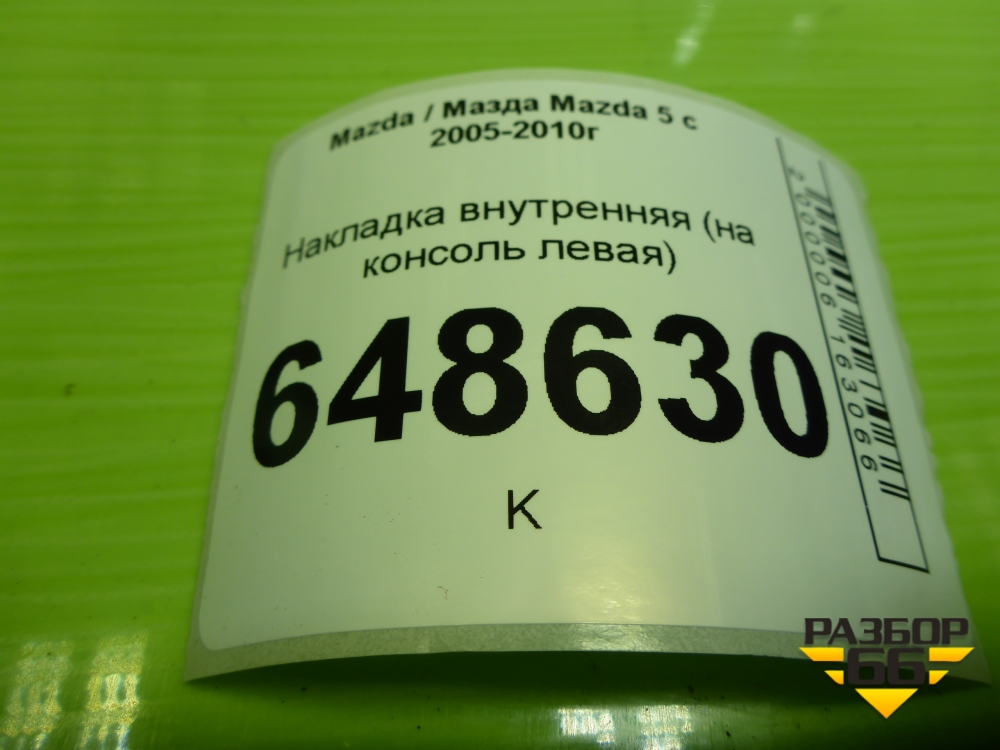 Mazda / Мазда Mazda 5 с
2005-2010г
Накладка внутренняя (на
консоль левая)
648630
К
2000006163066
РАЗБОР
66